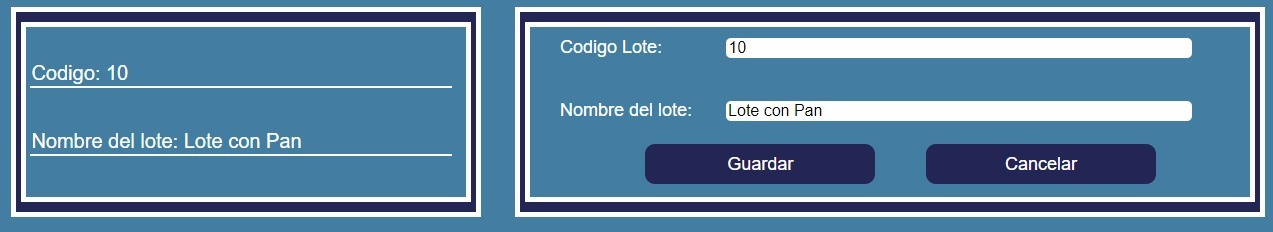 Codigo: 10
Nombre del lote: Lote con Pan
Codigo Lote: 10
Nombre del lote: Lote con Pan
Guardar Cancelar